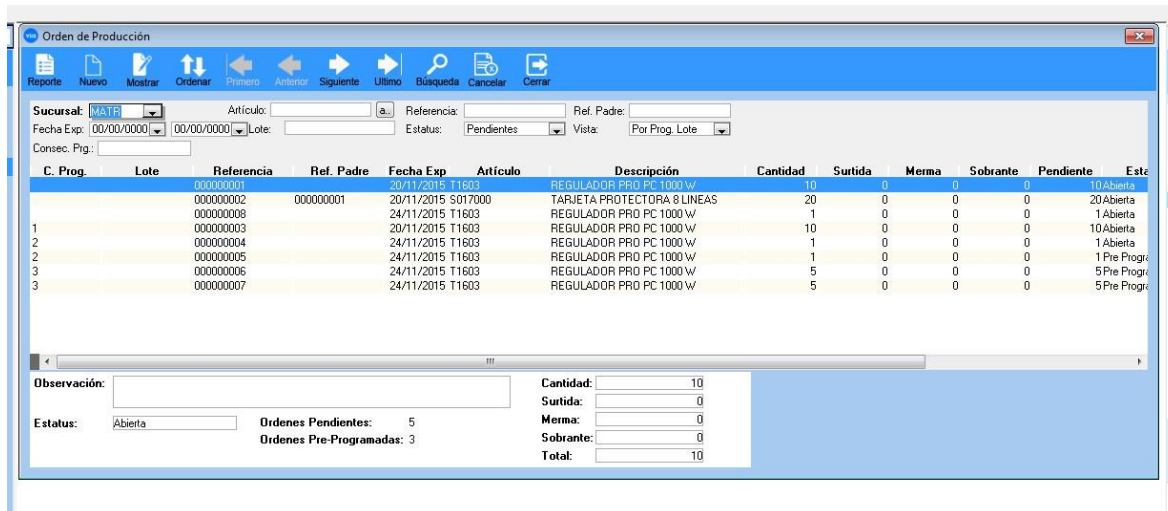 Orden de Producción
Reporte Nuevo Mostrar Ordenar Primero Anterior Siguiente Ultimo Búsqueda Cancelar Cerrar
Sucursal: MATR Artículo: a.. Referencia: Ref. Padre:
Fecha Exp: 00/00/0000 00/00/0000 Lote: Estatus: Pendientes Vista: Por Prog. Lote
Consec. Prg.:
C. Prog. Lote Referencia Ref. Padre Fecha Exp Artículo Descripción Cantidad Surtida Merma Sobrante Pendiente Esta
000000001 20/11/2015 T1603 REGULADOR PRO PC 1000 W 10 0 0 0 10 Abierta
000000002 000000001 20/11/2015 S017000 TARJETA PROTECTORA 8 LINEAS 20 0 0 0 20 Abierta
000000008 24/11/2015 T1603 REGULADOR PRO PC 1000 W 1 0 0 0 1 Abierta
1 000000003 20/11/2015 T1603 REGULADOR PRO PC 1000 W 10 0 0 0 10 Abierta
2 000000004 24/11/2015 T1603 REGULADOR PRO PC 1000 W 1 0 0 0 1 Abierta
2 000000005 24/11/2015 T1603 REGULADOR PRO PC 1000 W 1 0 0 0 1 Pre Progra
3 000000006 24/11/2015 T1603 REGULADOR PRO PC 1000 W 5 0 0 0 5 Pre Progra
3 000000007 24/11/2015 T1603 REGULADOR PRO PC 1000 W 5 0 0 0 5 Pre Progra
Observación: Cantidad: 10
Surtida: 0
Estatus: Abierta Ordenes Pendientes: 5 Merma: 0
Ordenes Pre-Programadas: 3 Sobrante: 0
Total: 10